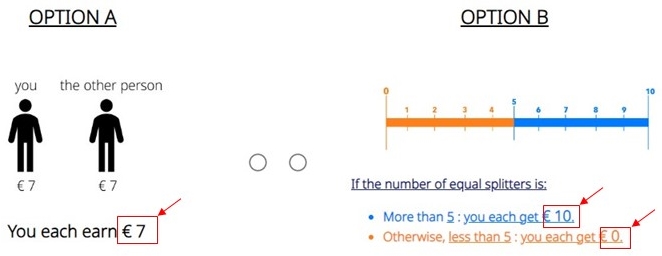 OPTION A
you the other person
€ 7 € 7
You each earn € 7
OPTION B
0 10
1 2 3 4 5 6 7 8 9
If the number of equal splitters is:
• More than 5 : you each get € 10.
• Otherwise, less than 5 : you each get € 0.